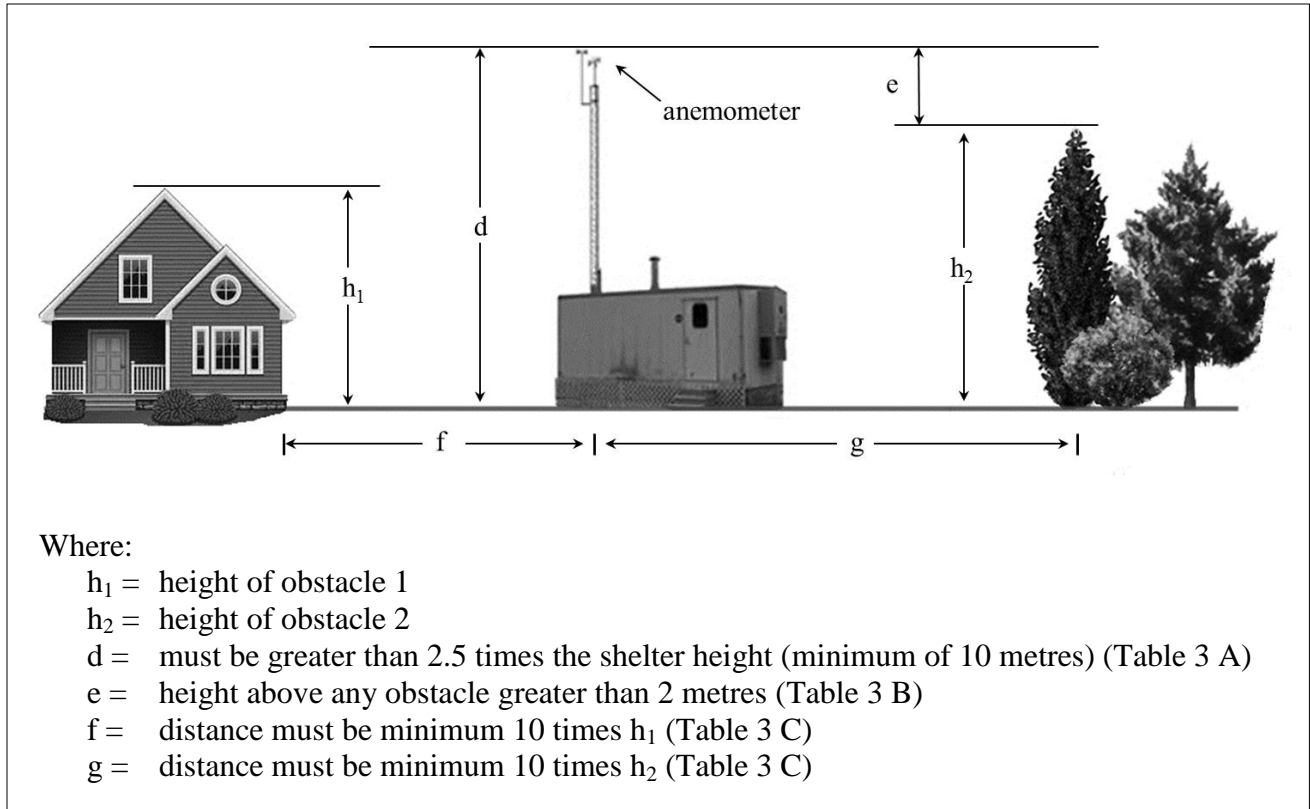 anemometer
e
d
h₁
h₂
f
g
Where:
h₁ = height of obstacle 1
h₂ = height of obstacle 2
d = must be greater than 2.5 times the shelter height (minimum of 10 metres) (Table 3 A)
e = height above any obstacle greater than 2 metres (Table 3 B)
f = distance must be minimum 10 times h₁ (Table 3 C)
g = distance must be minimum 10 times h₂ (Table 3 C)